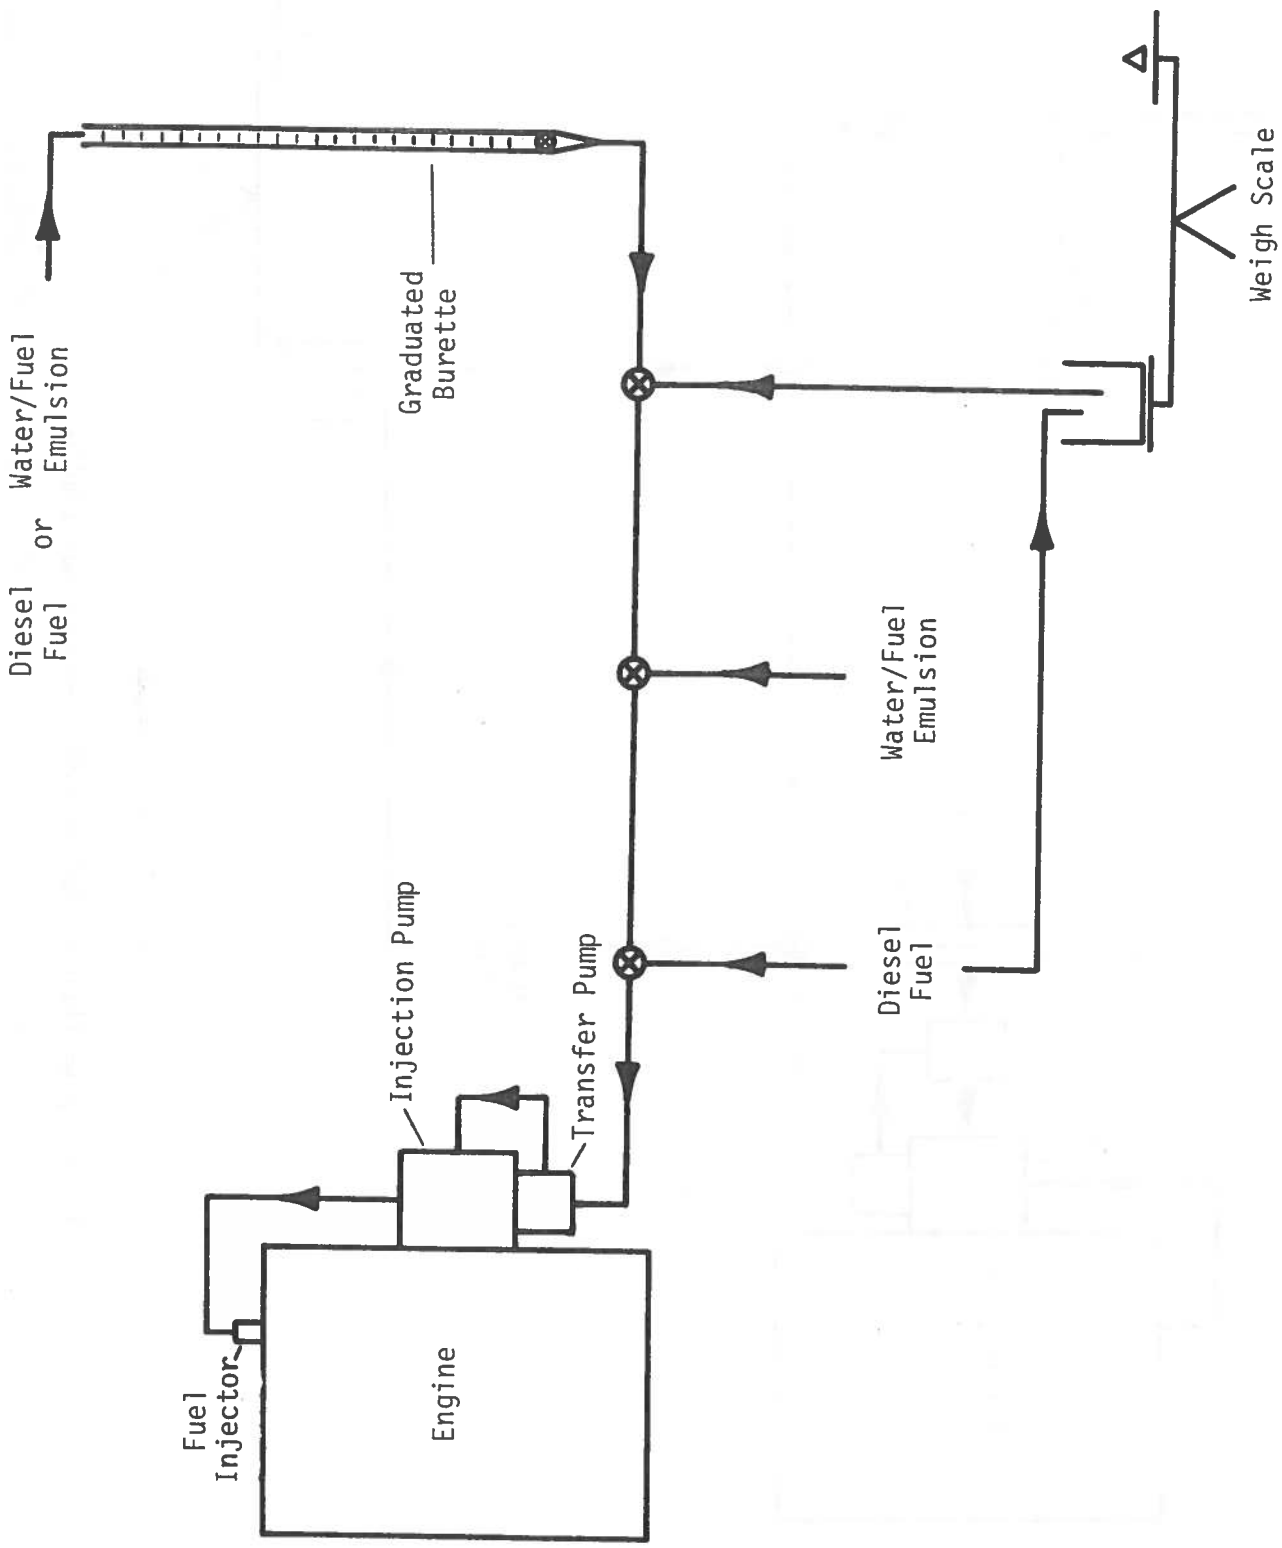 Diesel or Water/Fuel
Fuel Emulsion
Graduated
Burette
Injection Pump
Fuel
Injector
Transfer Pump
Engine
Water/Fuel
Emulsion
Diesel
Fuel
Weigh Scale